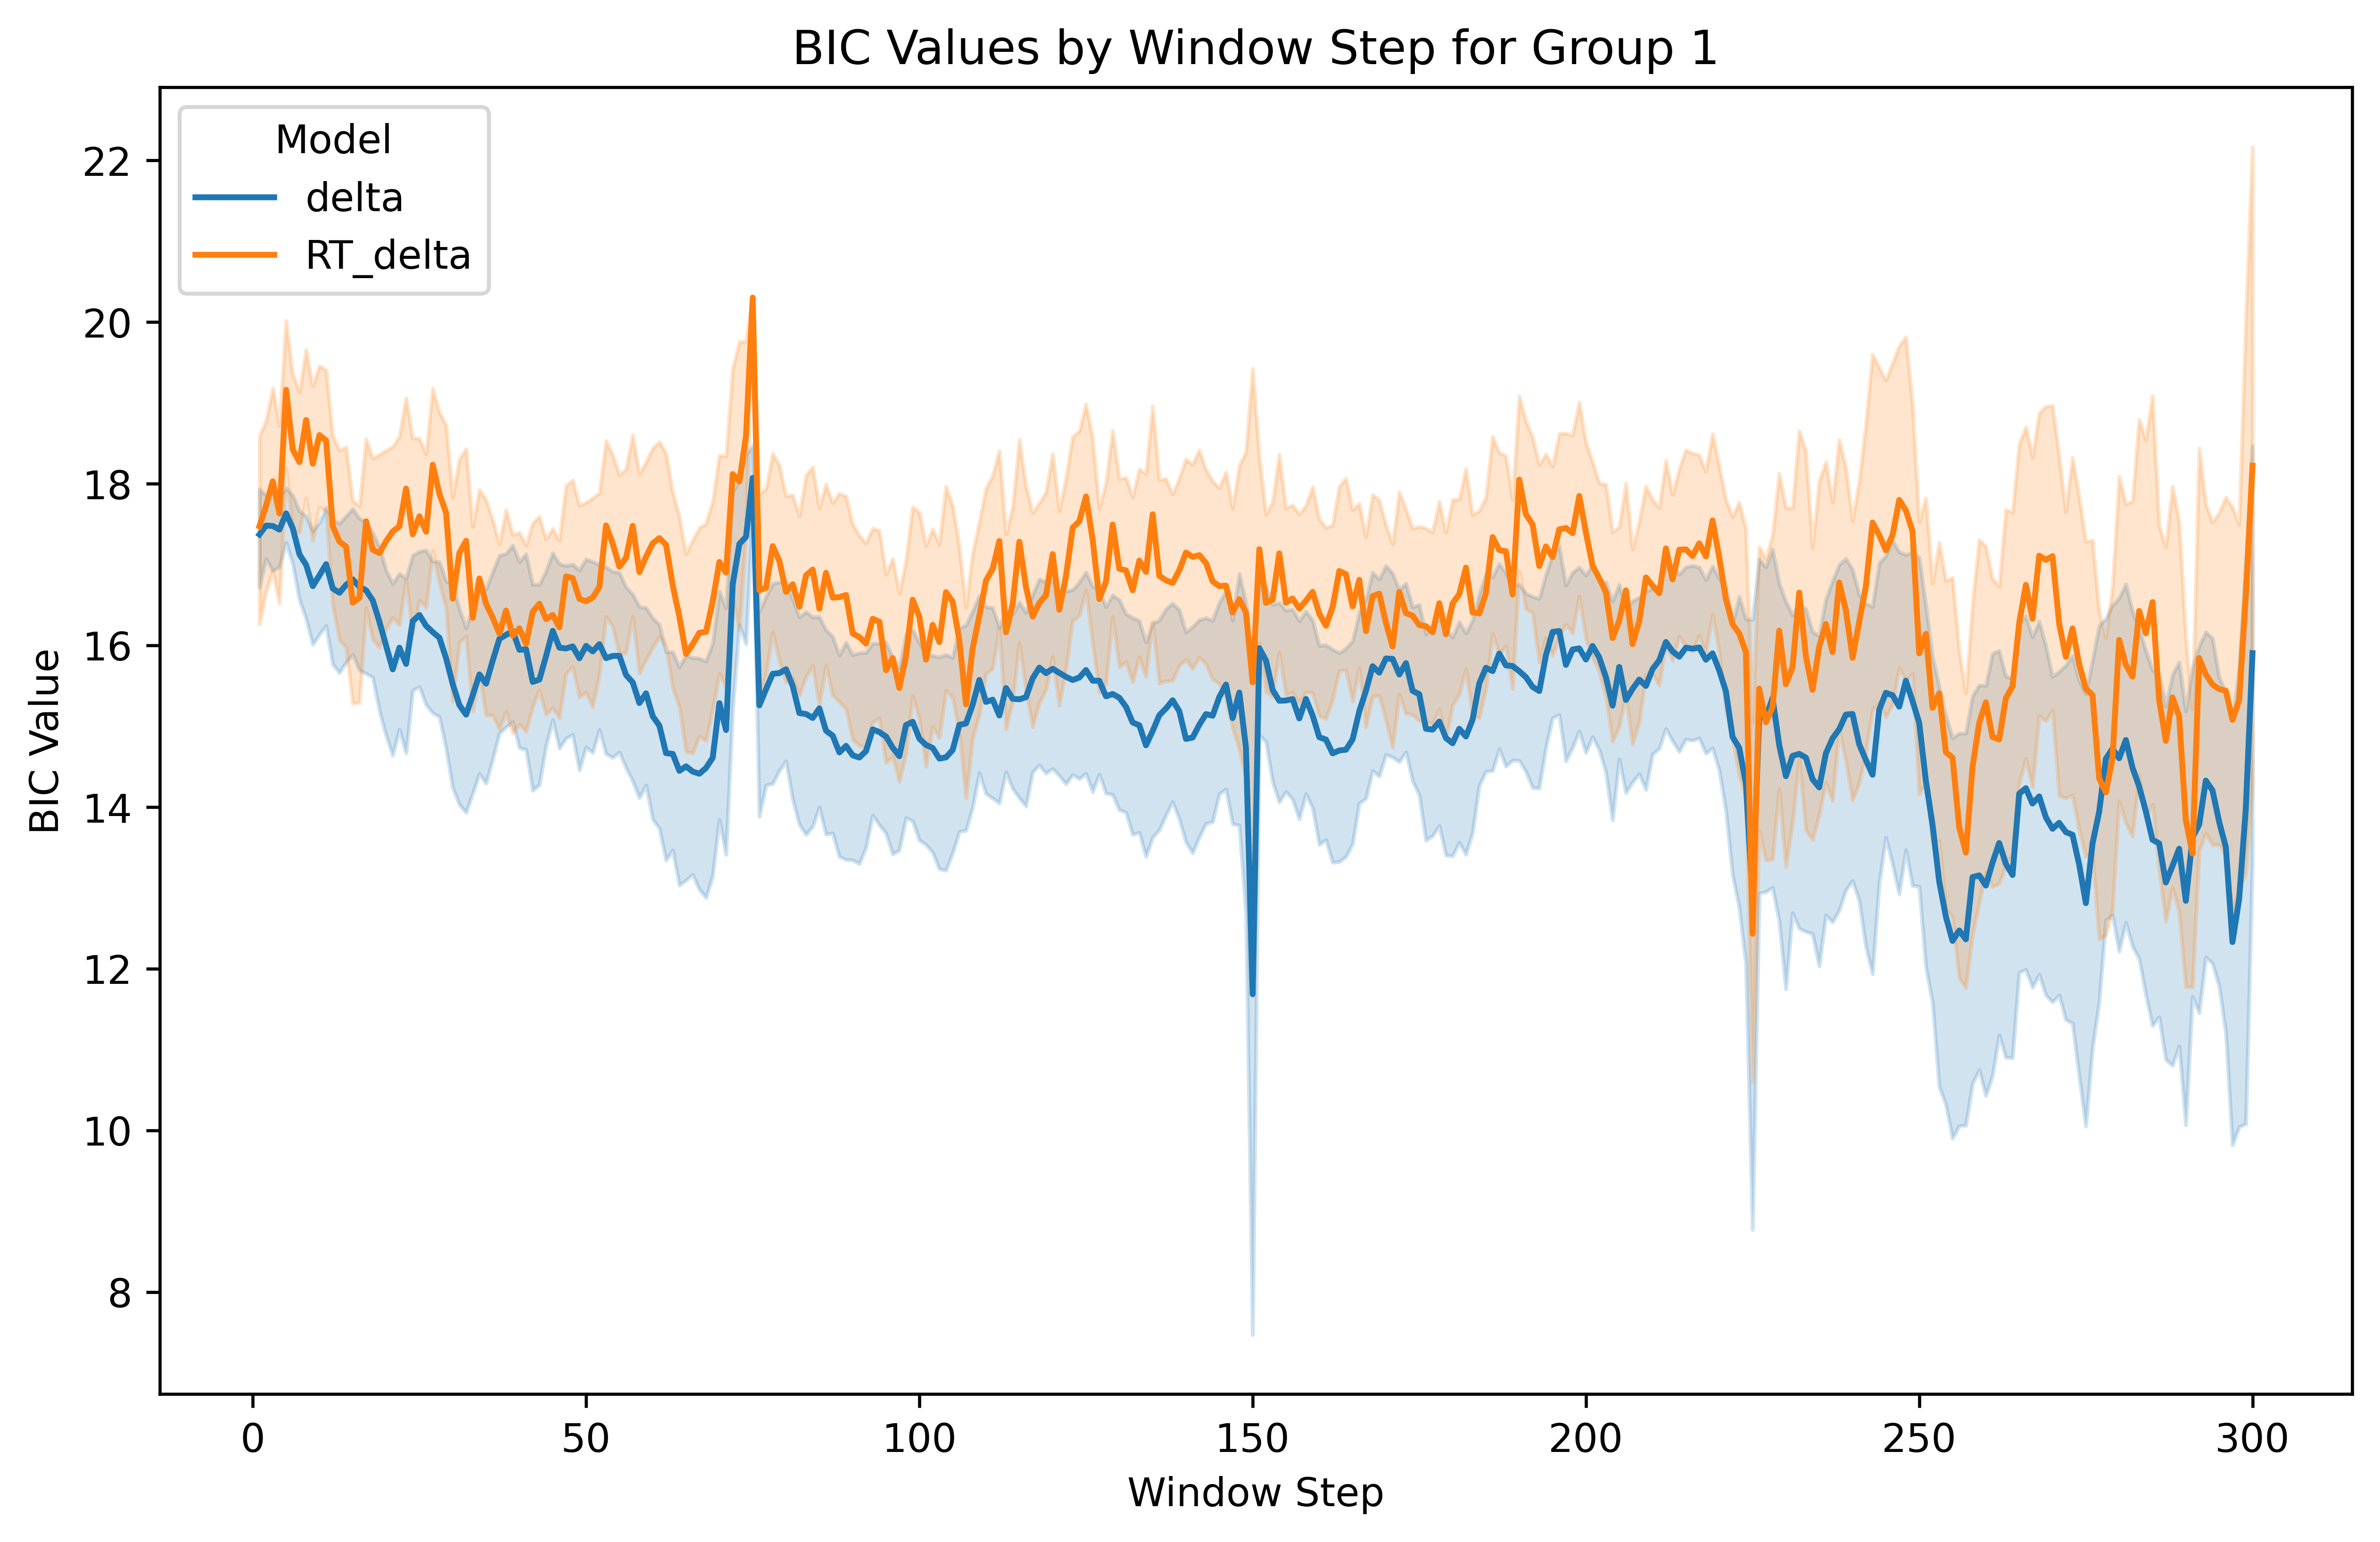 BIC Values by Window Step for Group 1
Model
delta
RT_delta
22
20
18
16
14
12
10
8
BIC Value
0 50 100 150 200 250 300
Window Step